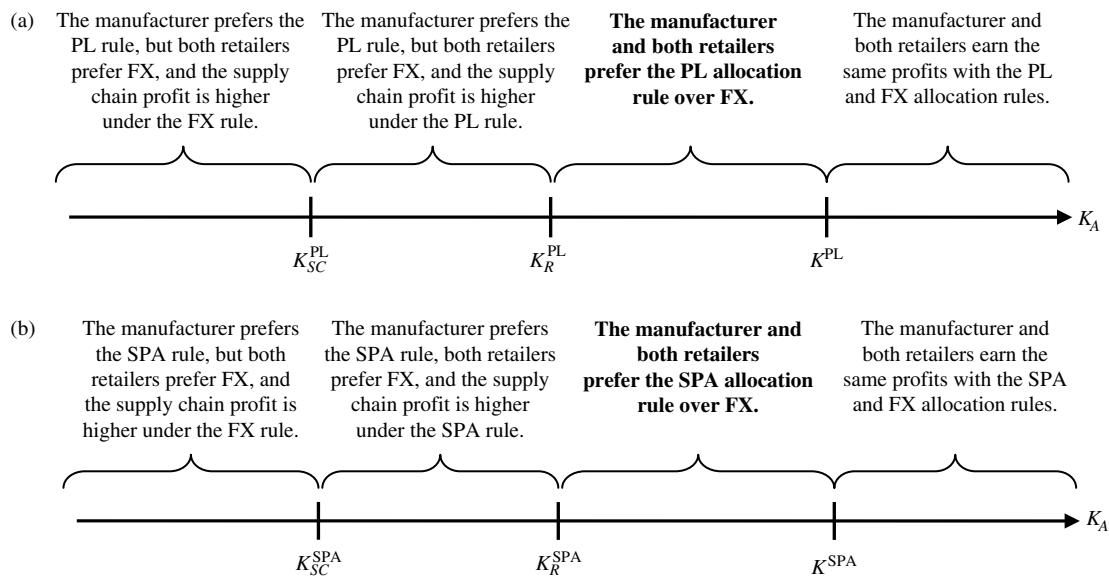 (a)
The manufacturer prefers the
PL rule, but both retailers
prefer FX, and the supply
chain profit is higher
under the FX rule.
The manufacturer prefers the
PL rule, but both retailers
prefer FX, and the supply
chain profit is higher
under the PL rule.
The manufacturer
and both retailers
prefer the PL allocation
rule over FX.
The manufacturer and
both retailers earn the
same profits with the PL
and FX allocation rules.
K_A
K_{SC}^{PL}
K_R^{PL}
K^{PL}
(b)
The manufacturer prefers
the SPA rule, but both
retailers prefer FX, and
the supply chain profit is
higher under the FX rule.
The manufacturer prefers
the SPA rule, both retailers
prefer FX, and the supply
chain profit is higher
under the SPA rule.
The manufacturer and
both retailers
prefer the SPA allocation
rule over FX.
The manufacturer and
both retailers earn the
same profits with the SPA
and FX allocation rules.
K_A
K_{SC}^{SPA}
K_R^{SPA}
K^{SPA}